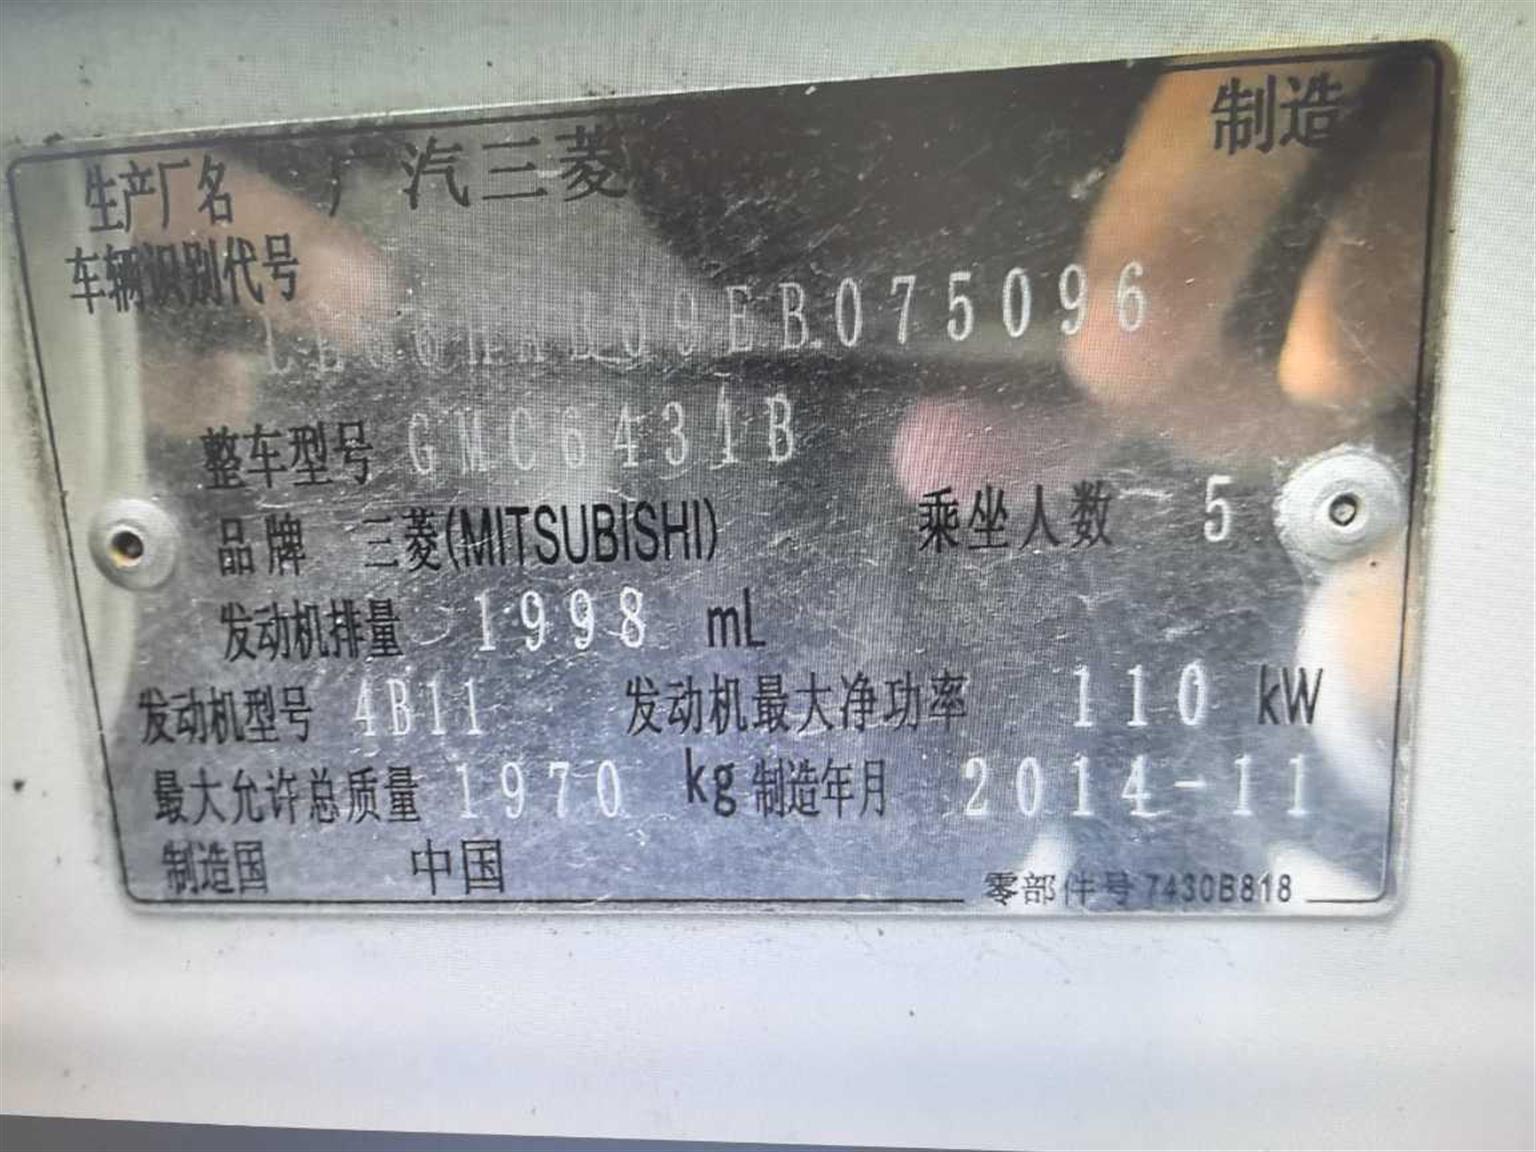 生产厂名 广汽三菱 制造
车辆识别代号
EB075096
整车型号 GMC6431B
品牌 三菱(MITSUBISHI) 乘坐人数 5
发动机排量 1998 mL
发动机型号 4B11 发动机最大净功率 110 kW
最大允许总质量 1970 kg 制造年月 2014-11
制造国 中国
零部件号 7430B818